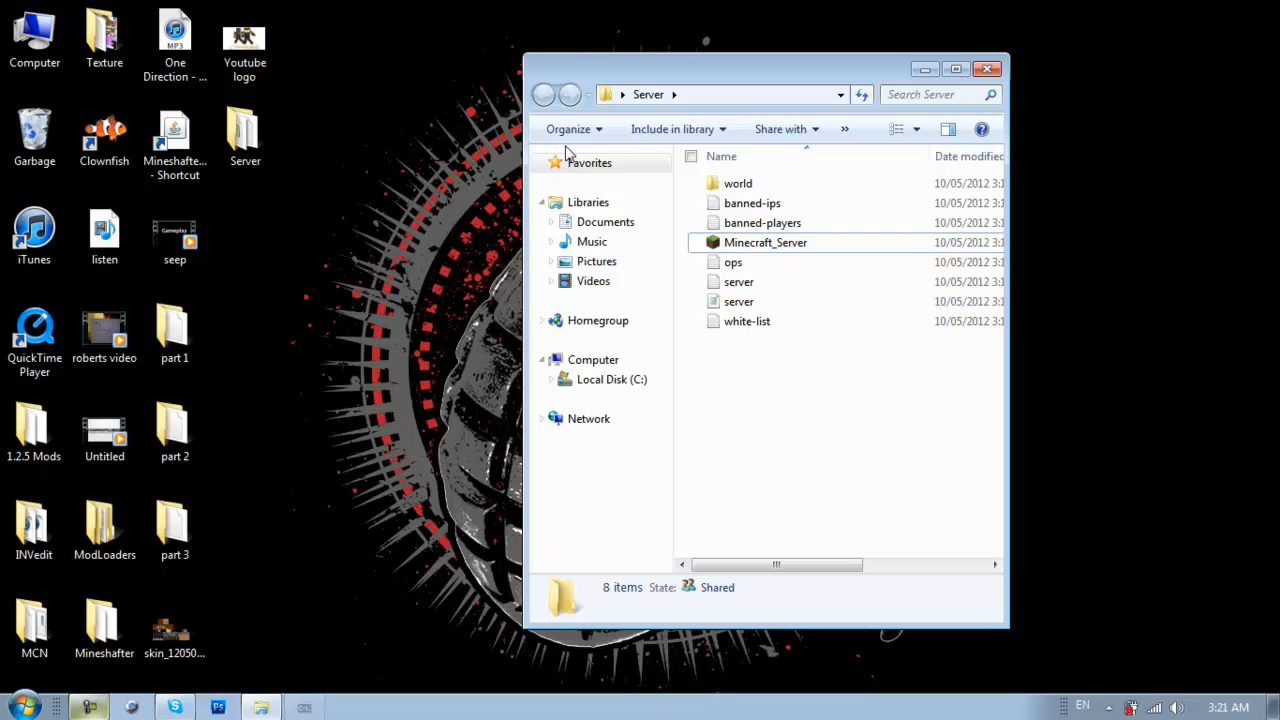 Computer
Texture
One
Direction - ...
Youtube
logo
MP3
Garbage
Clownfish
Mineshafte...
- Shortcut
Server
iTunes
listen
Gameplay
seep
QuickTime
Player
roberts video
part 1
1.2.5 Mods
Untitled
part 2
INVedit
ModLoaders
part 3
MCN
Mineshafter
skin_12050...
Server
Search Server
Organize
Include in library
Share with
»
Favorites
Name
Date modified
Libraries
Documents
Music
Pictures
Videos
Homegroup
Computer
Local Disk (C:)
Network
world 10/05/2012 3:1
banned-ips 10/05/2012 3:1
banned-players 10/05/2012 3:1
Minecraft_Server 10/05/2012 3:1
ops 10/05/2012 3:1
server 10/05/2012 3:1
server 10/05/2012 3:1
white-list 10/05/2012 3:1
8 items State: Shared
Ps
EN
3:21 AM